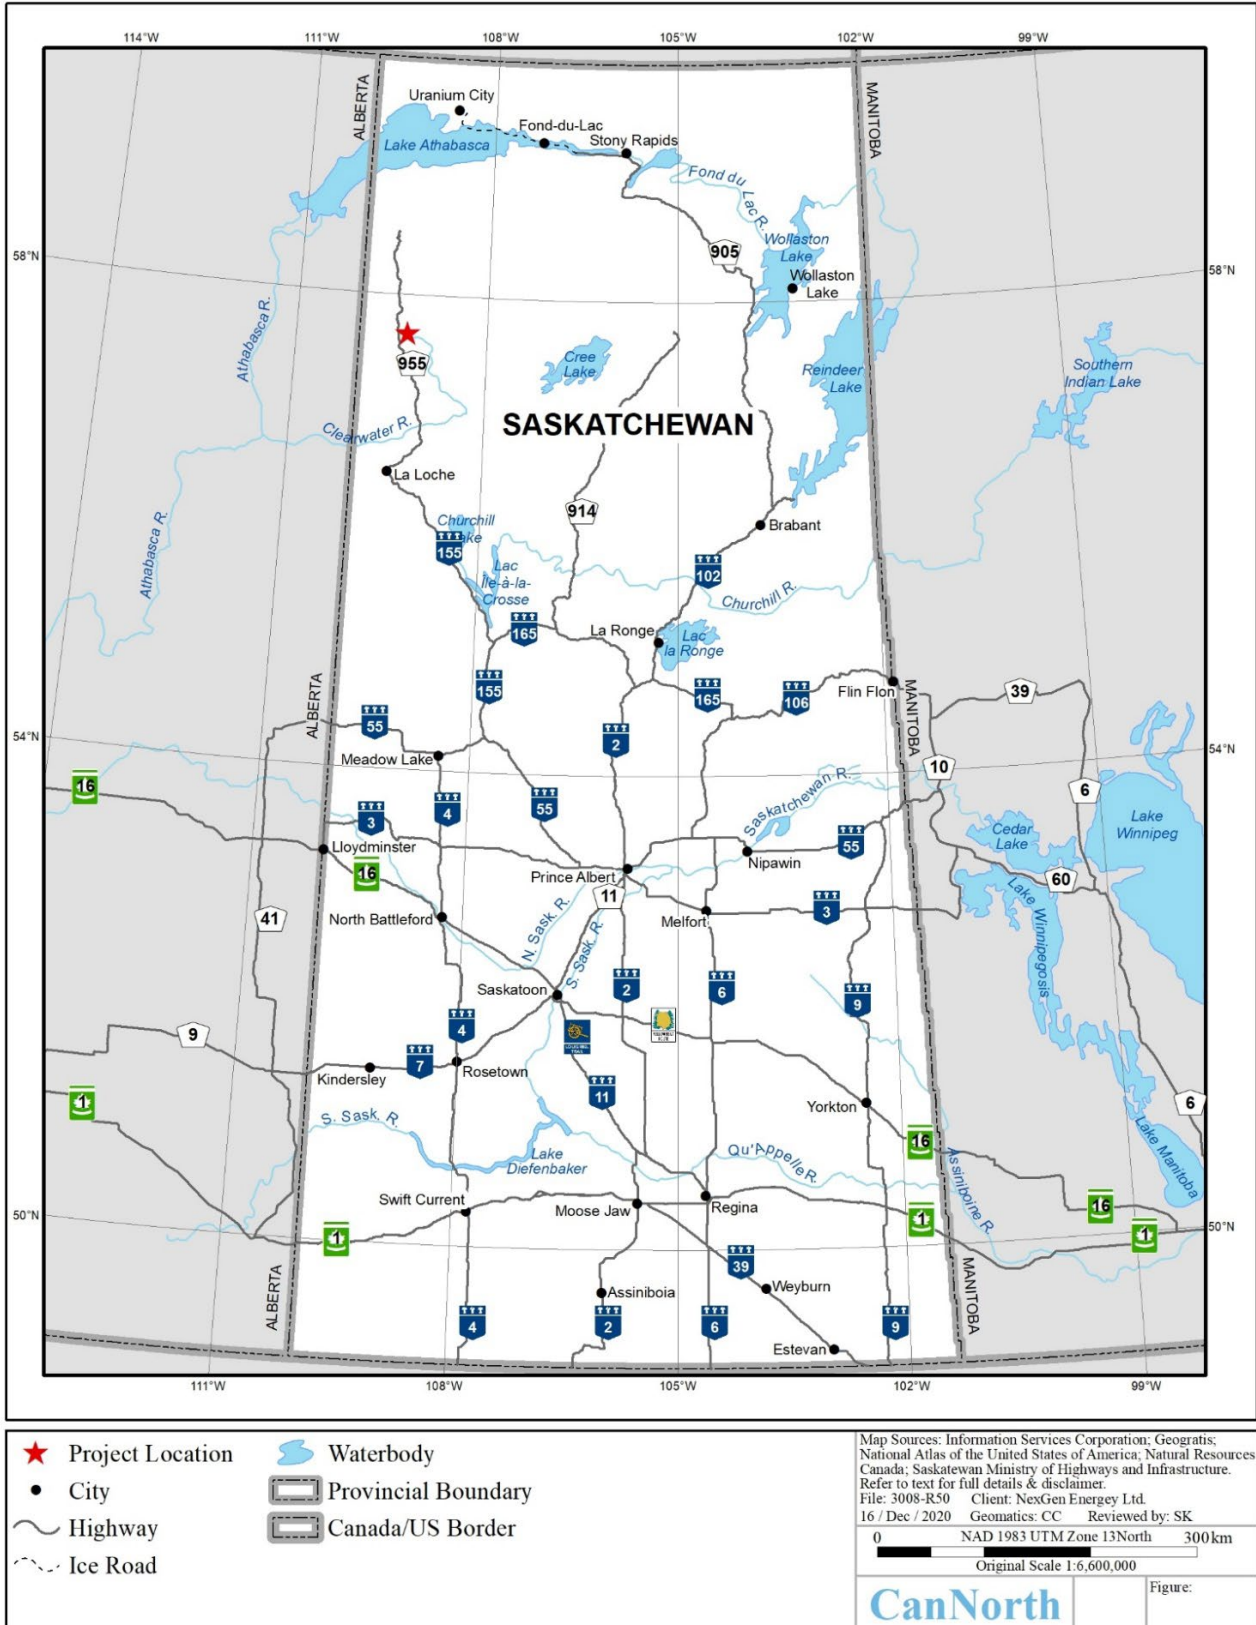 114°W 111°W 108°W 105°W 102°W 99°W
ALBERTA
MANITOBA
Uranium City
Fond-du-Lac
Stony Rapids
Lake Athabasca
Fond du Lac R.
58°N
905
Wollaston
Lake
Wollaston
Lake
58°N
Athabasca R.
955
Cree
Lake
Reindeer
Lake
Southern
Indian Lake
SASKATCHEWAN
Clearwater R.
La Loche
914
Churchill
Lake
155
Brabant
Athabasca R.
Lac
Île-à-la-
Crosse
102
Churchill R.
165
La Ronge
Lac
la Ronge
ALBERTA
155
165
106
Flin Flon
MANITOBA
39
55
54°N
2
54°N
Meadow Lake
10
16
6
4
55
Saskatchewan R.
3
Lake
Winnipeg
Cedar
Lake
55
Lloydminster
Nipawin
16
Prince Albert
60
11
41
North Battleford
N. Sask. R.
S. Sask. R.
Melfort
3
Lake Winnipegosis
Saskatoon
2
6
9
9
4
7
Kindersley
Rosetown
1
11
Yorkton
6
S. Sask. R.
16
Lake
Diefenbaker
Qu'Appelle R.
Assiniboine R.
Lake Manitoba
50°N
Swift Current
Moose Jaw
Regina
1
16
1
50°N
1
39
ALBERTA
Assiniboia
Weyburn
MANITOBA
4
2
6
9
Estevan
111°W 108°W 105°W 102°W 99°W
Project Location
City
Highway
Ice Road
Waterbody
Provincial Boundary
Canada/US Border
Map Sources: Information Services Corporation; Geogratis;
National Atlas of the United States of America; Natural Resources
Canada; Saskatewan Ministry of Highways and Infrastructure.
Refer to text for full details & disclaimer.
File: 3008-R50 Client: NexGen Energey Ltd.
16 / Dec / 2020 Geomatics: CC Reviewed by: SK
0 NAD 1983 UTM Zone 13North 300 km
Original Scale 1:6,600,000
CanNorth
Figure: